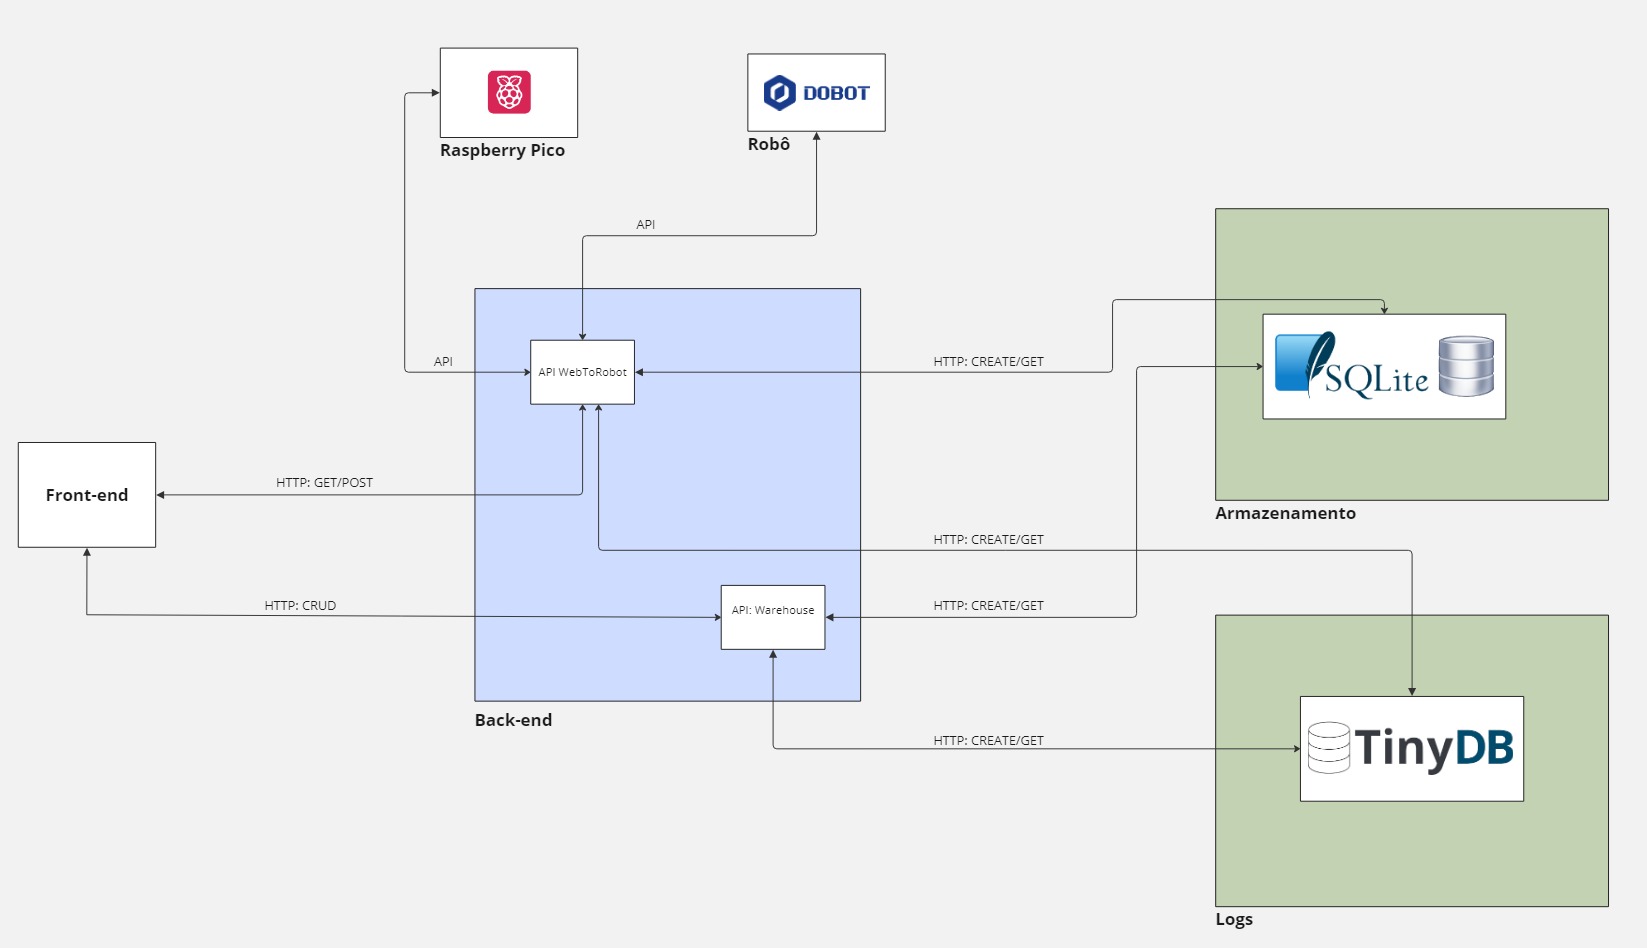 DOBOT
Raspberry Pico
Robô
API
API
API WebToRobot
HTTP: CREATE/GET
SQLite
HTTP: GET/POST
Front-end
Armazenamento
HTTP: CREATE/GET
HTTP: CRUD
API: Warehouse
HTTP: CREATE/GET
Back-end
HTTP: CREATE/GET
TinyDB
Logs